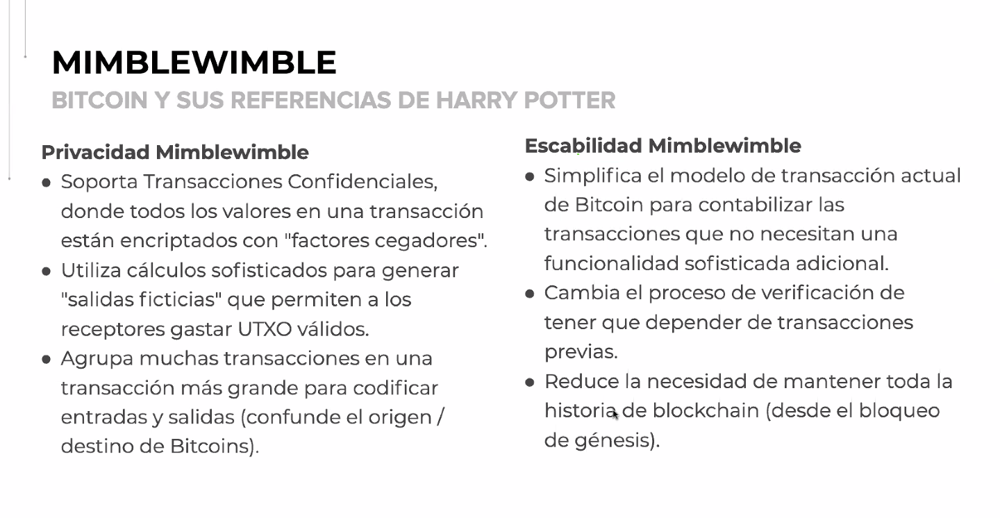 MIMBLEWIMBLE
BITCOIN Y SUS REFERENCIAS DE HARRY POTTER
Privacidad Mimblewimble
● Soporta Transacciones Confidenciales,
donde todos los valores en una transacción
están encriptados con "factores cegadores".
● Utiliza cálculos sofisticados para generar
"salidas ficticias" que permiten a los
receptores gastar UTXO válidos.
● Agrupa muchas transacciones en una
transacción más grande para codificar
entradas y salidas (confunde el origen /
destino de Bitcoins).
Escabilidad Mimblewimble
● Simplifica el modelo de transacción actual
de Bitcoin para contabilizar las
transacciones que no necesitan una
funcionalidad sofisticada adicional.
● Cambia el proceso de verificación de
tener que depender de transacciones
previas.
● Reduce la necesidad de mantener toda la
historia de blockchain (desde el bloqueo
de génesis).